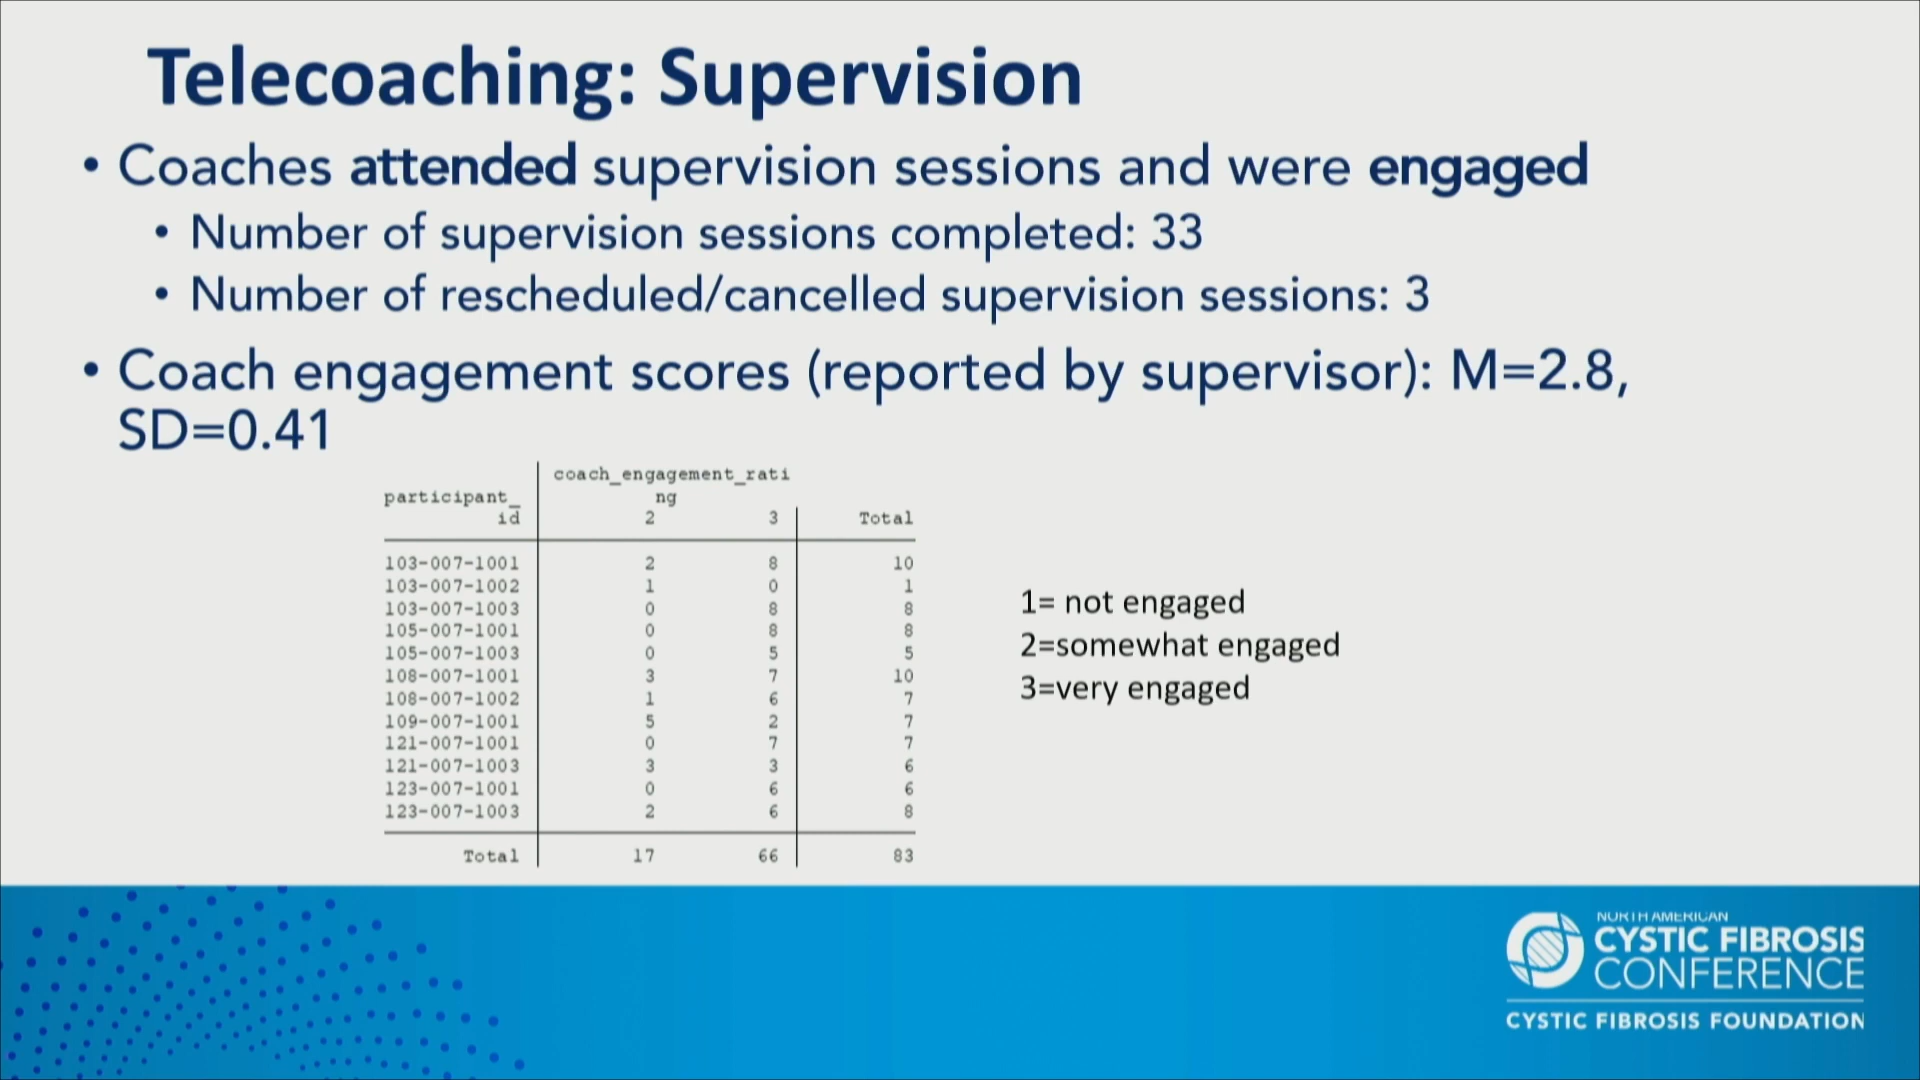 Telecoaching: Supervision
• Coaches attended supervision sessions and were engaged
• Number of supervision sessions completed: 33
• Number of rescheduled/cancelled supervision sessions: 3
• Coach engagement scores (reported by supervisor): M=2.8,
SD=0.41
coach_engagement_rati
participant_ ng
id 2 3 Total
103-007-1001 2 8 10
103-007-1002 1 0 1
103-007-1003 0 8 8
105-007-1001 0 8 8
105-007-1003 0 5 5
108-007-1001 3 7 10
108-007-1002 1 6 7
109-007-1001 5 2 7
121-007-1001 0 7 7
121-007-1003 3 3 6
123-007-1001 0 6 6
123-007-1003 2 6 8
Total 17 66 83
1= not engaged
2=somewhat engaged
3=very engaged
NORTH AMERICAN
CYSTIC FIBROSIS
CONFERENCE
CYSTIC FIBROSIS FOUNDATION